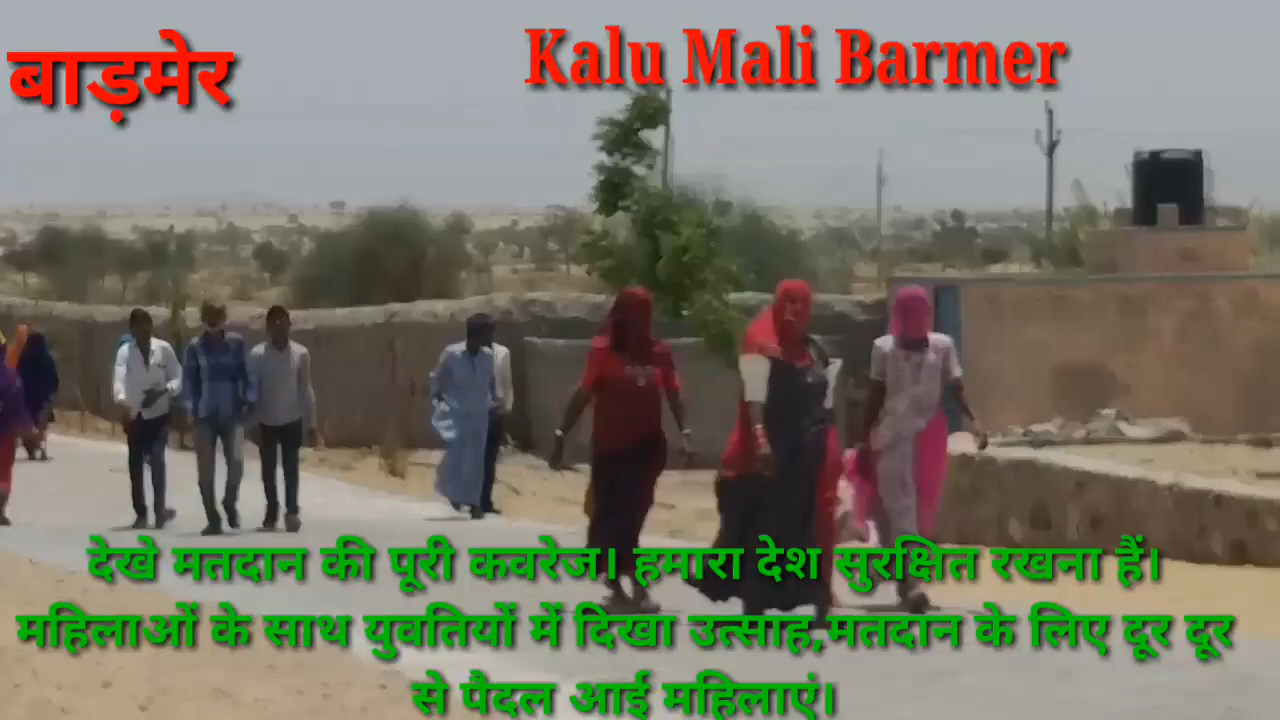 बाड़मेर
Kalu Mali Barmer
देखे मतदान की पूरी कवरेज। हमारा देश सुरक्षित रखना हैं।
महिलाओं के साथ युवतियों में दिखा उत्साह,मतदान के लिए दूर दूर
से पैदल आई महिलाएं।